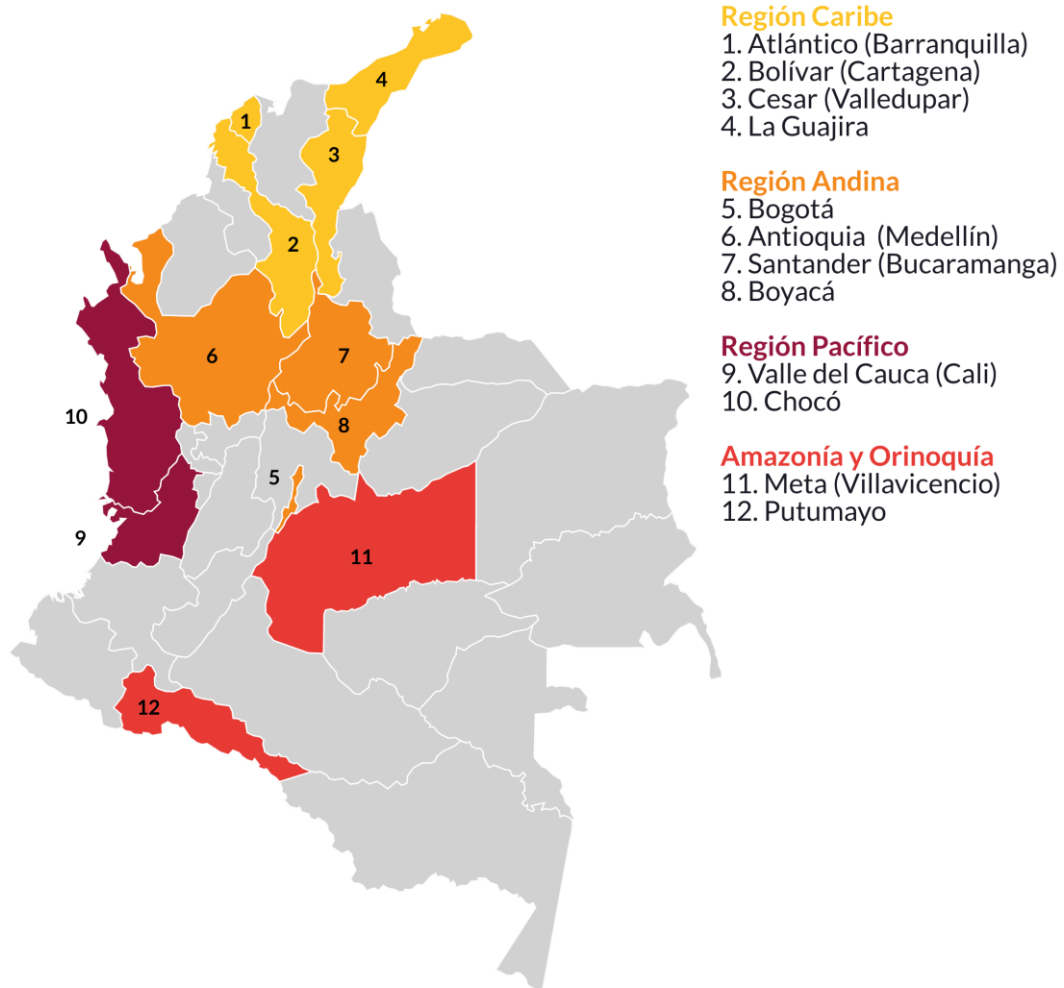 4
1
3
2
6
7
10
8
5
9
11
12
Región Caribe
1. Atlántico (Barranquilla)
2. Bolívar (Cartagena)
3. Cesar (Valledupar)
4. La Guajira
Región Andina
5. Bogotá
6. Antioquia (Medellín)
7. Santander (Bucaramanga)
8. Boyacá
Región Pacífico
9. Valle del Cauca (Cali)
10. Chocó
Amazonía y Orinoquía
11. Meta (Villavicencio)
12. Putumayo